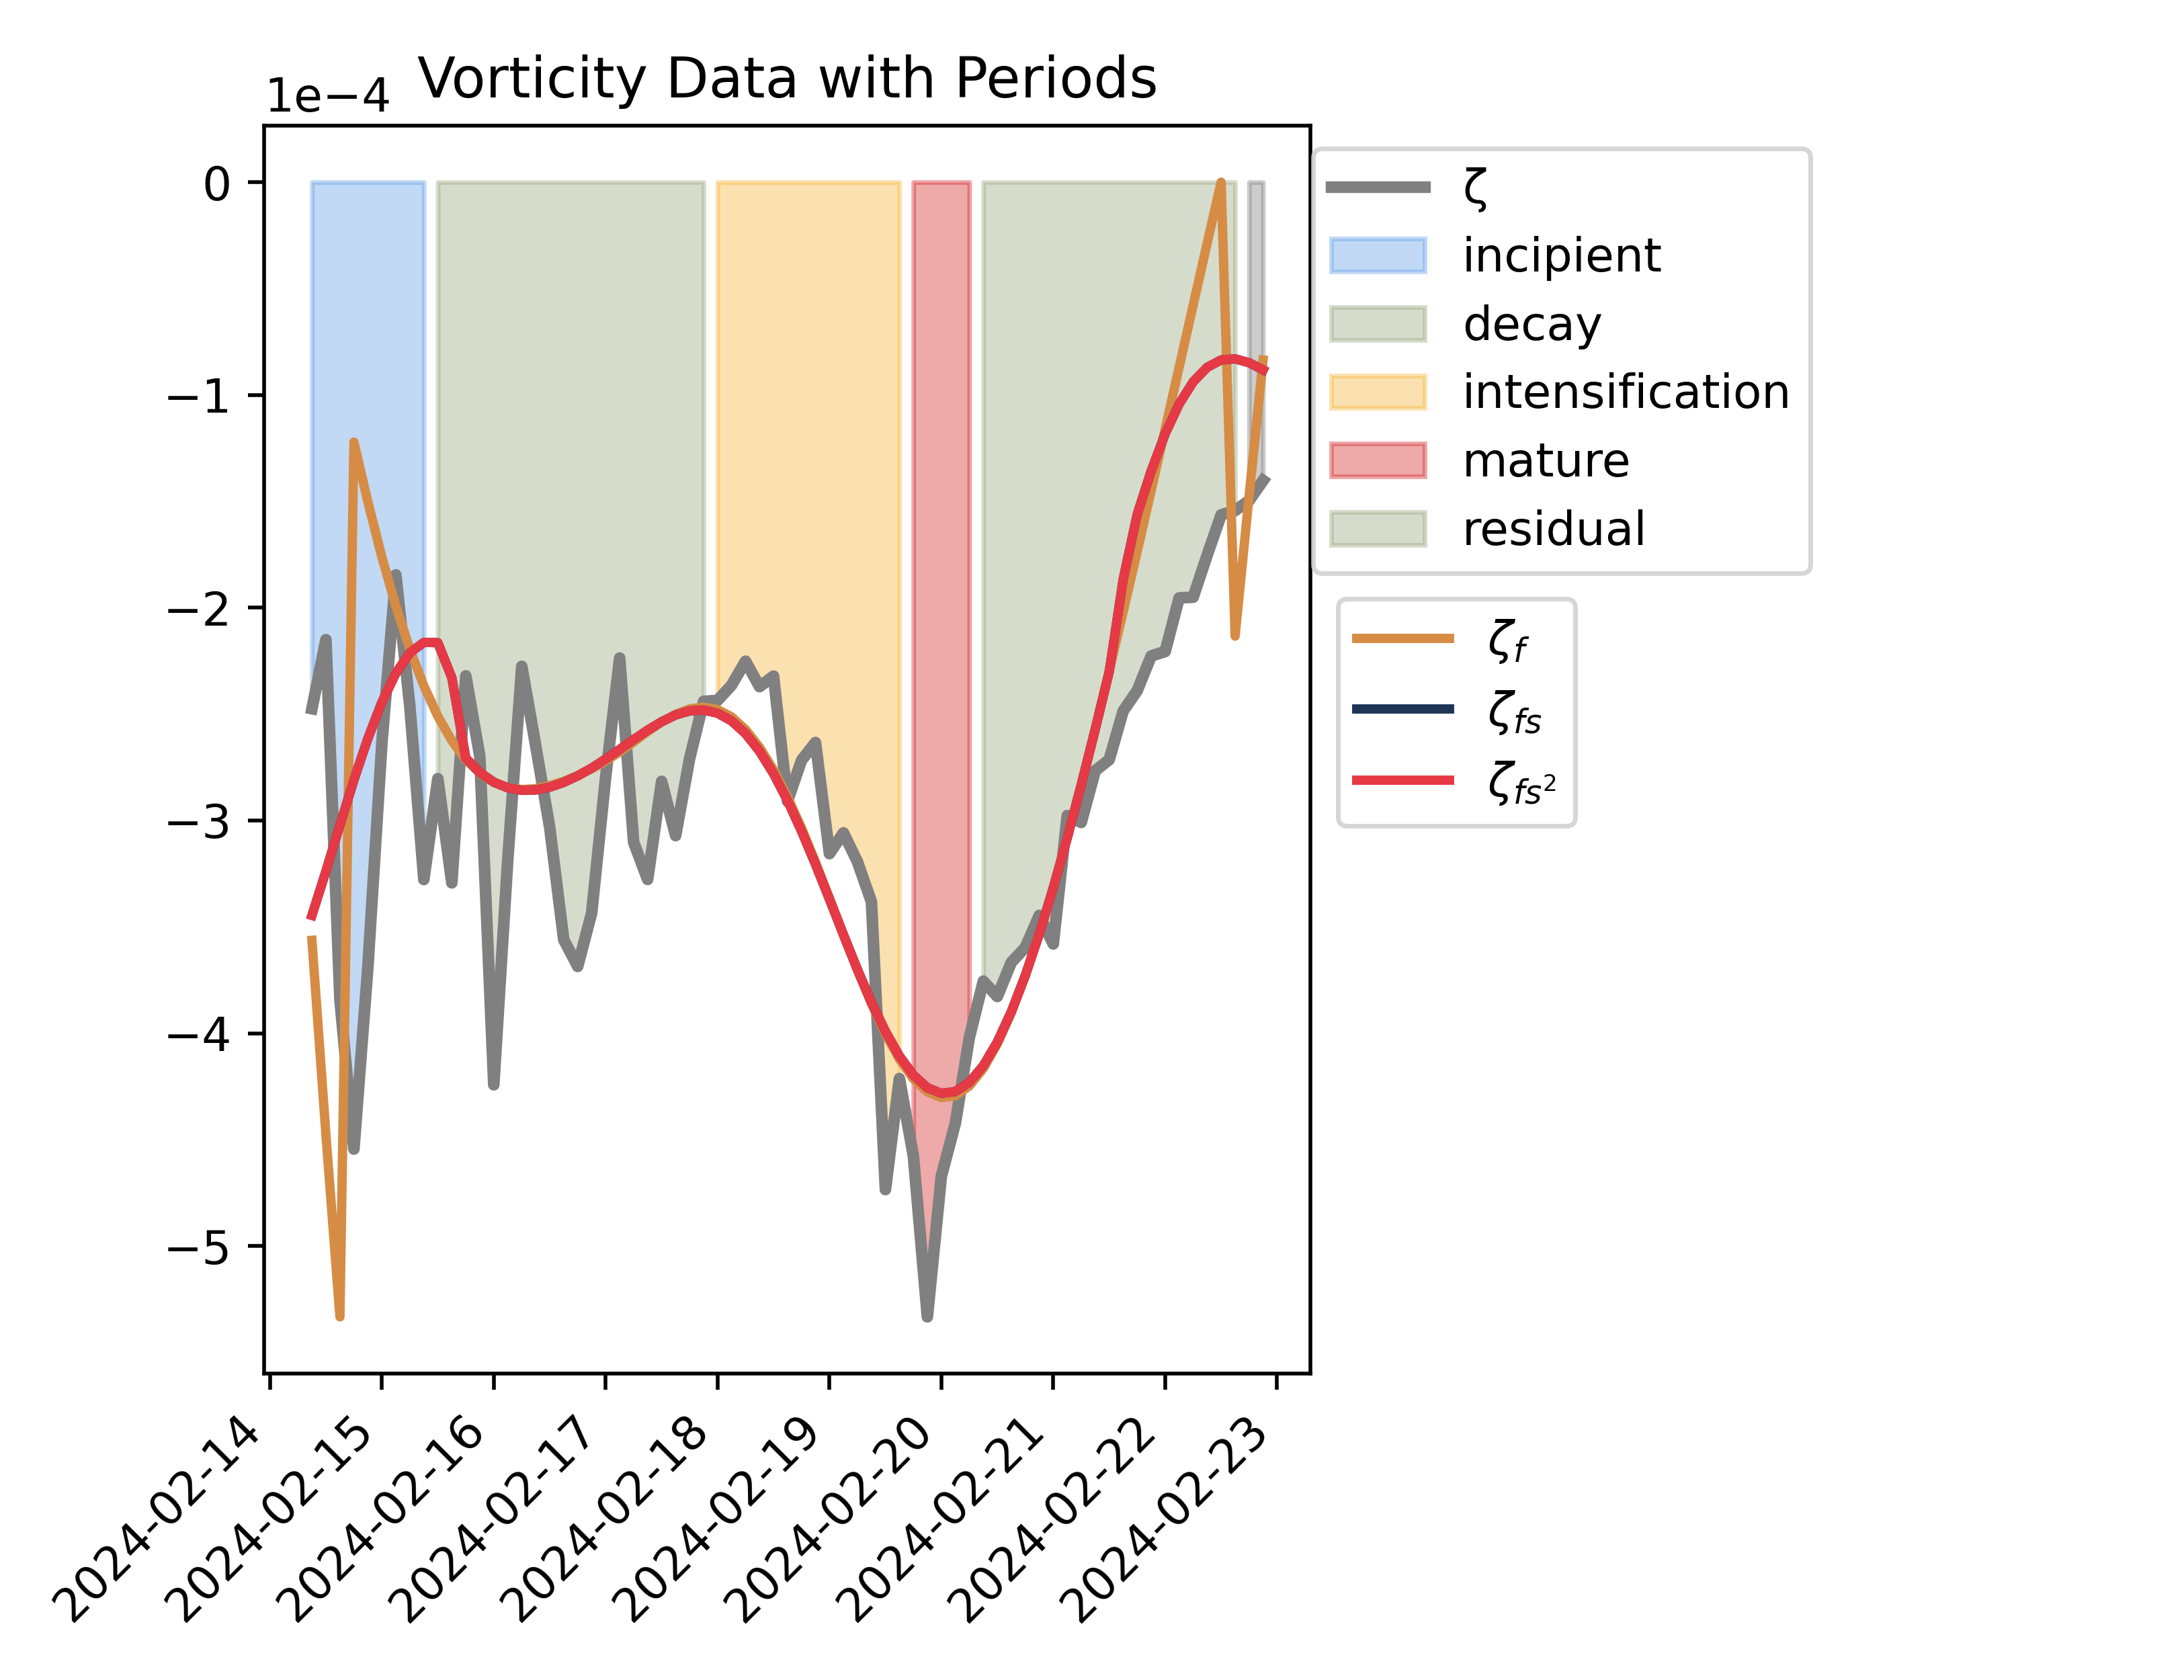 Vorticity Data with Periods
1e−4
0
−1
−2
−3
−4
−5
2024-02-14
2024-02-15
2024-02-16
2024-02-17
2024-02-18
2024-02-19
2024-02-20
2024-02-21
2024-02-22
2024-02-23
ζ
incipient
decay
intensification
mature
residual
ζf
ζfs
ζfs²